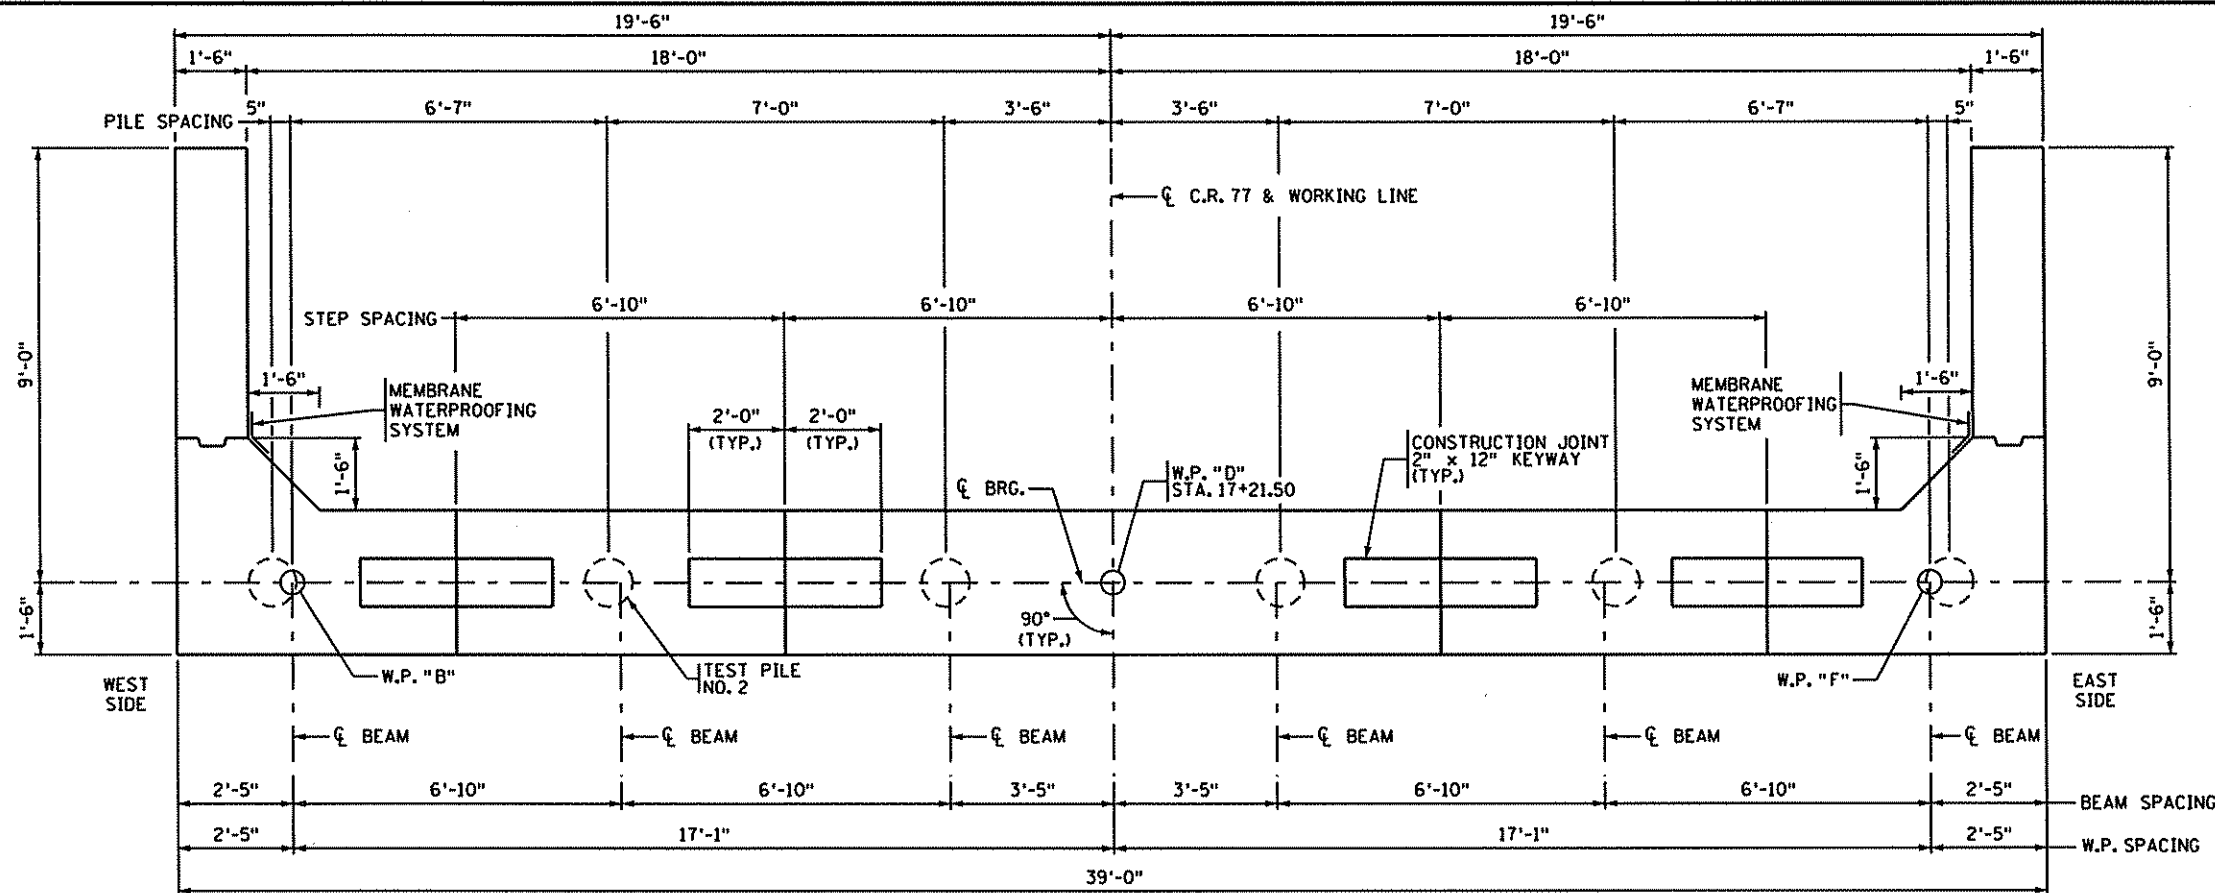 19'-6" 19'-6"
1'-6" 18'-0" 18'-0" 1'-6"
PILE SPACING 5" 6'-7" 7'-0" 3'-6" 3'-6" 7'-0" 6'-7" 5"
℄ C.R. 77 & WORKING LINE
STEP SPACING 6'-10" 6'-10" 6'-10" 6'-10"
9'-0" 9'-0"
1'-6" 1'-6"
MEMBRANE
WATERPROOFING
SYSTEM
MEMBRANE
WATERPROOFING
SYSTEM
2'-0" 2'-0"
(TYP.) (TYP.)
CONSTRUCTION JOINT
2" x 12" KEYWAY
(TYP.)
1'-6" 1'-6"
℄ BRG.
W.P. "D"
STA. 17+21.50
1'-6" 1'-6"
90°
(TYP.)
WEST
SIDE
W.P. "B"
TEST PILE
NO. 2
W.P. "F"
EAST
SIDE
℄ BEAM ℄ BEAM ℄ BEAM ℄ BEAM ℄ BEAM ℄ BEAM
2'-5" 6'-10" 6'-10" 3'-5" 3'-5" 6'-10" 6'-10" 2'-5" BEAM SPACING
2'-5" 17'-1" 17'-1" 2'-5" W.P. SPACING
39'-0"